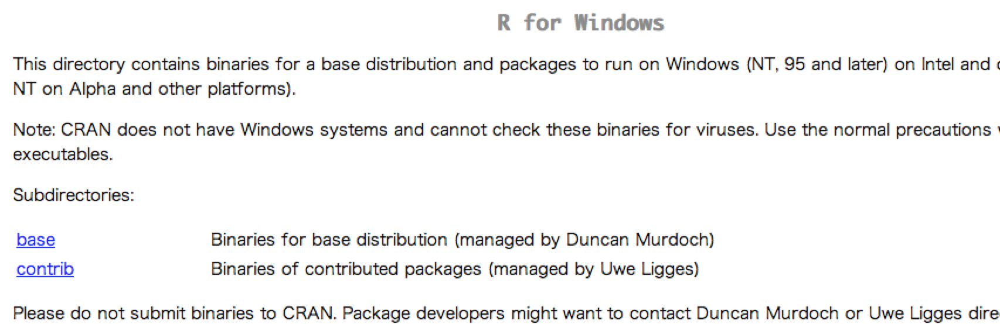 R for Windows
This directory contains binaries for a base distribution and packages to run on Windows (NT, 95 and later) on Intel and
NT on Alpha and other platforms).
Note: CRAN does not have Windows systems and cannot check these binaries for viruses. Use the normal precautions
executables.
Subdirectories:
base Binaries for base distribution (managed by Duncan Murdoch)
contrib Binaries of contributed packages (managed by Uwe Ligges)
Please do not submit binaries to CRAN. Package developers might want to contact Duncan Murdoch or Uwe Ligges dire